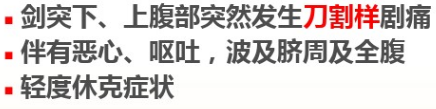 ▪ 剑突下、上腹部突然发生刀割样剧痛
▪ 伴有恶心、呕吐，波及脐周及全腹
▪ 轻度休克症状